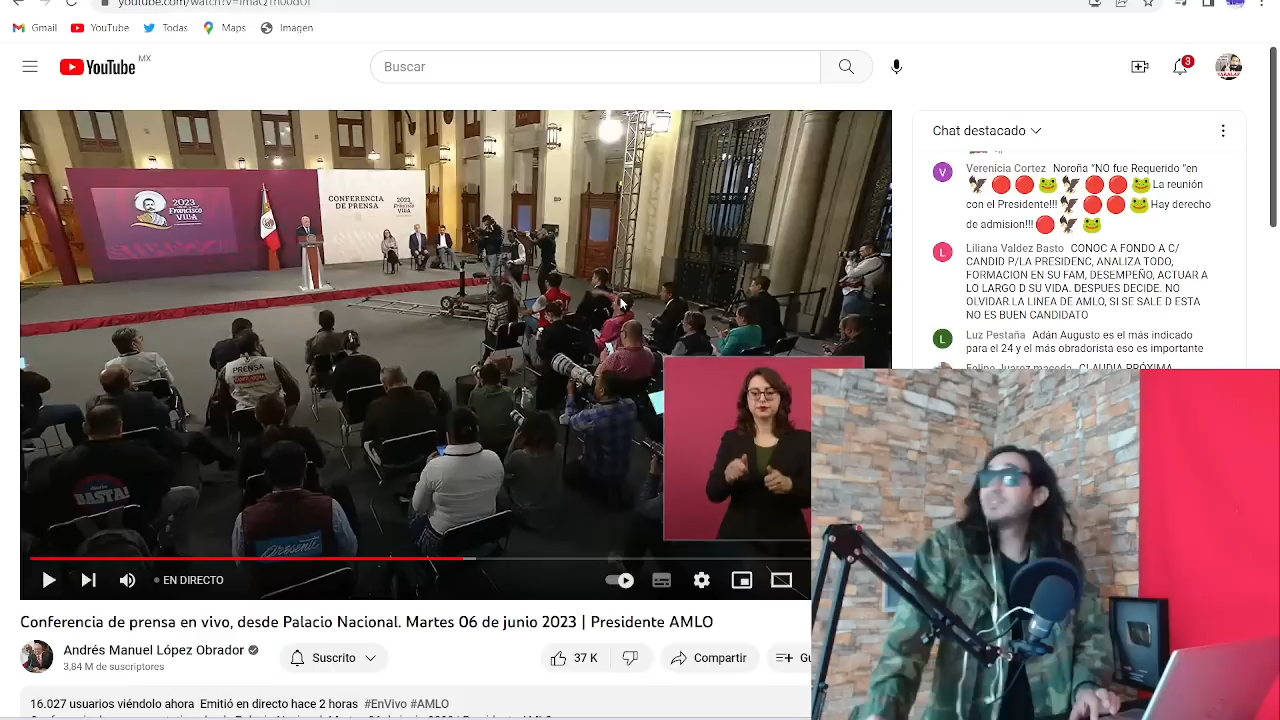 Gmail YouTube Todas Maps Imagen
YouTube MX
Buscar
3
2023
Francisco
VILLA
CONFERENCIA
DE PRENSA
2023
Francisco
VILLA
PRENSA
BASTA!
presente
EN DIRECTO
Conferencia de prensa en vivo, desde Palacio Nacional. Martes 06 de junio 2023 | Presidente AMLO
Andrés Manuel López Obrador
3,84 M de suscriptores
Suscrito
37 K
Compartir
16.027 usuarios viéndolo ahora Emitió en directo hace 2 horas #EnVivo #AMLO
Chat destacado
V
Verenicia Cortez Noroña "NO fue Requerido "en
La reunión
con el Presidente!!! Hay derecho
de admision!!!
L
Liliana Valdez Basto CONOC A FONDO A C/
CANDID P/LA PRESIDENC, ANALIZA TODO,
FORMACION EN SU FAM, DESEMPEÑO, ACTUAR A
LO LARGO D SU VIDA. DESPUES DECIDE. NO
OLVIDAR LA LINEA DE AMLO, SI SE SALE D ESTA
NO ES BUEN CANDIDATO
L
Luz Pestaña Adán Augusto es el más indicado
para el 24 y el más obradorista eso es importante